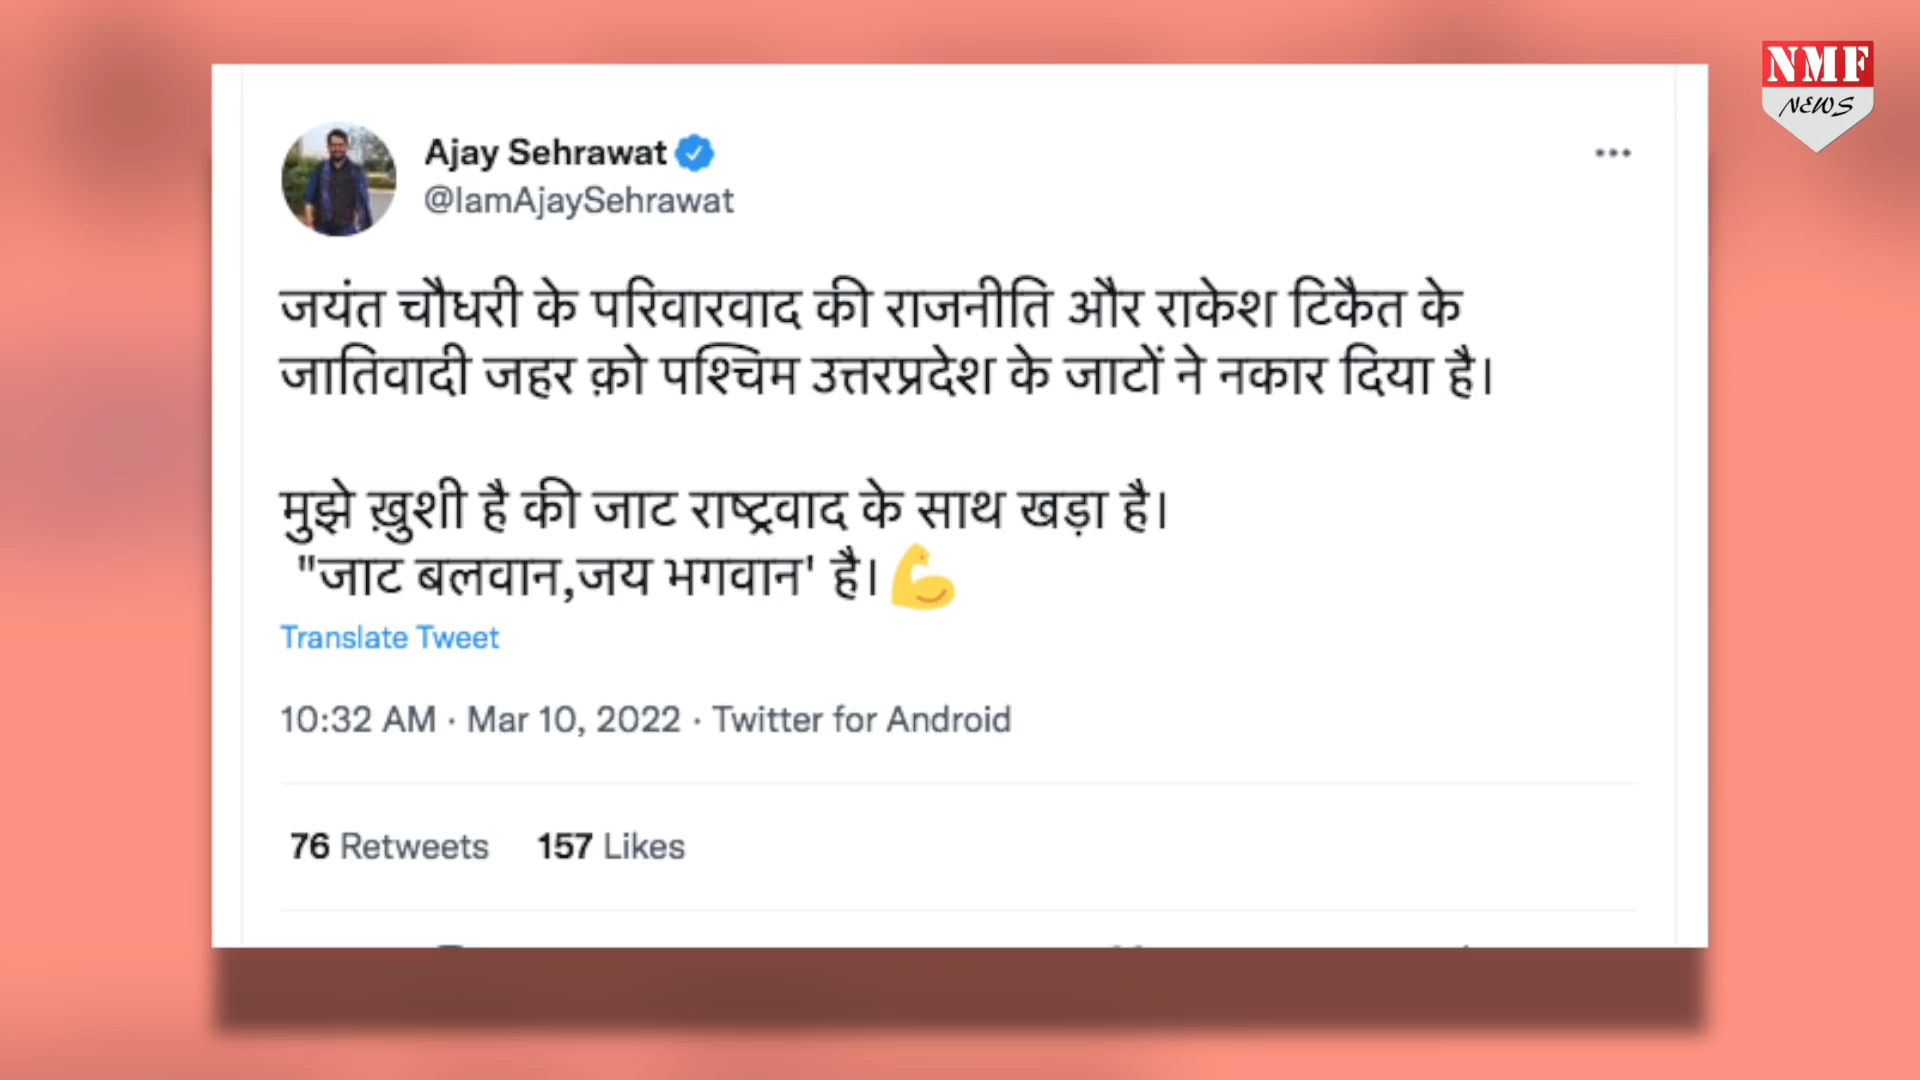 NMF
NEWS
Ajay Sehrawat
@IamAjaySehrawat
जयंत चौधरी के परिवारवाद की राजनीति और राकेश टिकैत के
जातिवादी जहर क़ो पश्चिम उत्तरप्रदेश के जाटों ने नकार दिया है।
मुझे ख़ुशी है की जाट राष्ट्रवाद के साथ खड़ा है।
"जाट बलवान,जय भगवान' है। 💪
Translate Tweet
10:32 AM · Mar 10, 2022 · Twitter for Android
76 Retweets 157 Likes